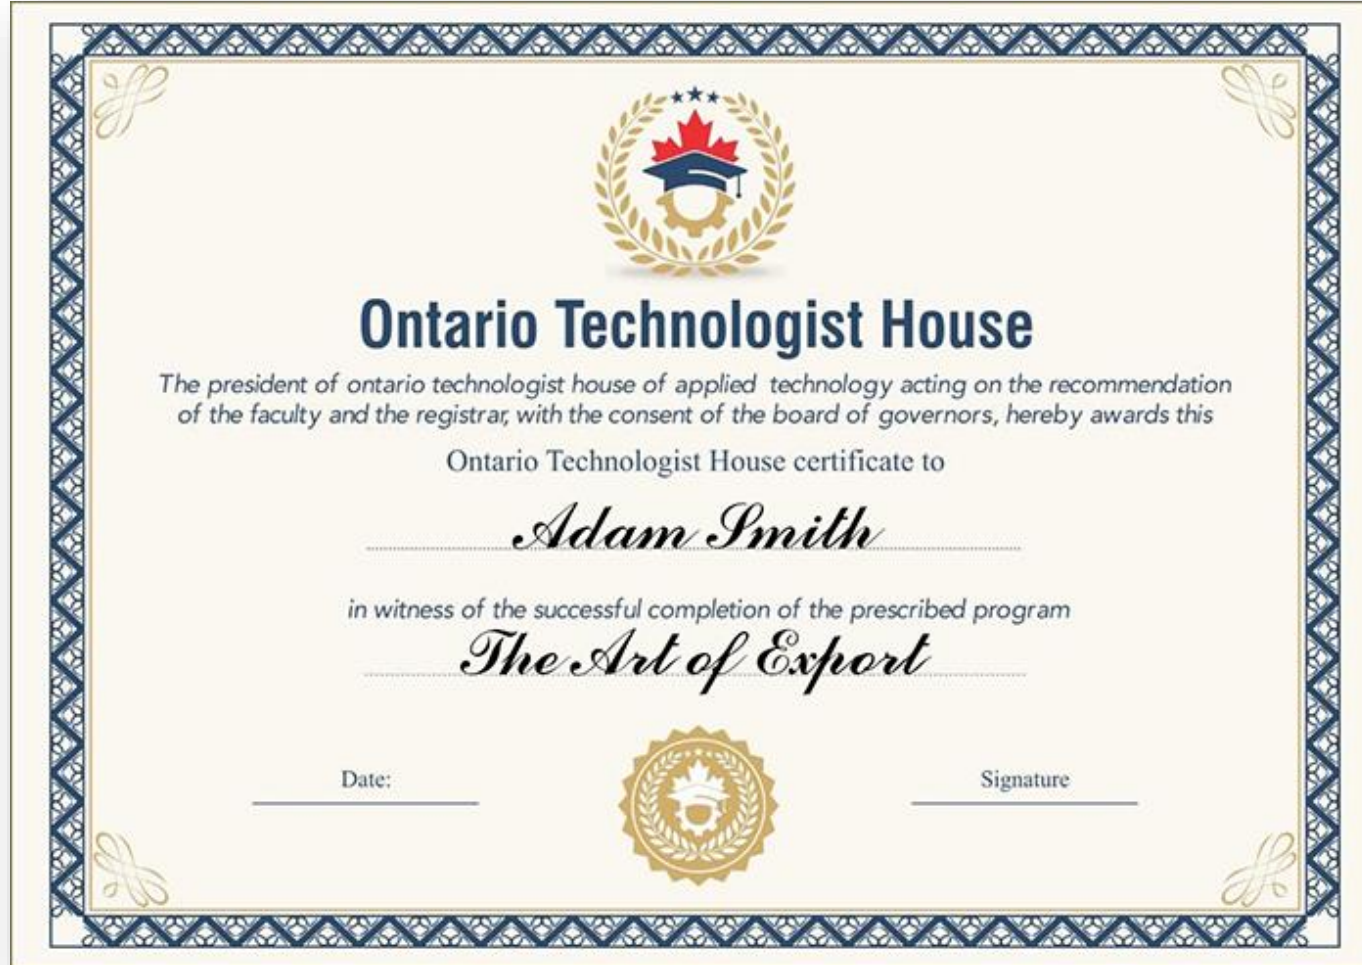 Ontario Technologist House
The president of ontario technologist house of applied technology acting on the recommendation
of the faculty and the registrar, with the consent of the board of governors, hereby awards this
Ontario Technologist House certificate to
Adam Smith
in witness of the successful completion of the prescribed program
The Art of Export
Date:
Signature